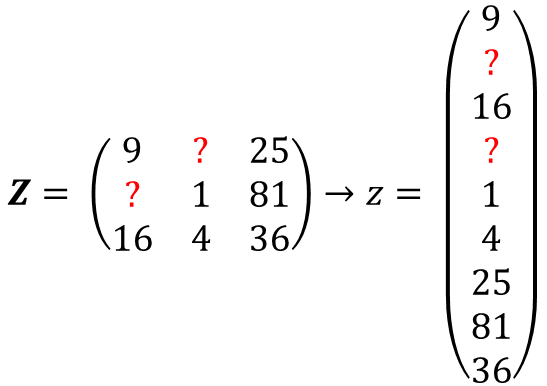 Z = ( 9 ? 25 ) → z = ( 9 )
( ? 1 81 ) ( ? )
( 16 4 36 ) ( 16 )
( ? )
( 1 )
( 4 )
( 25 )
( 81 )
( 36 )